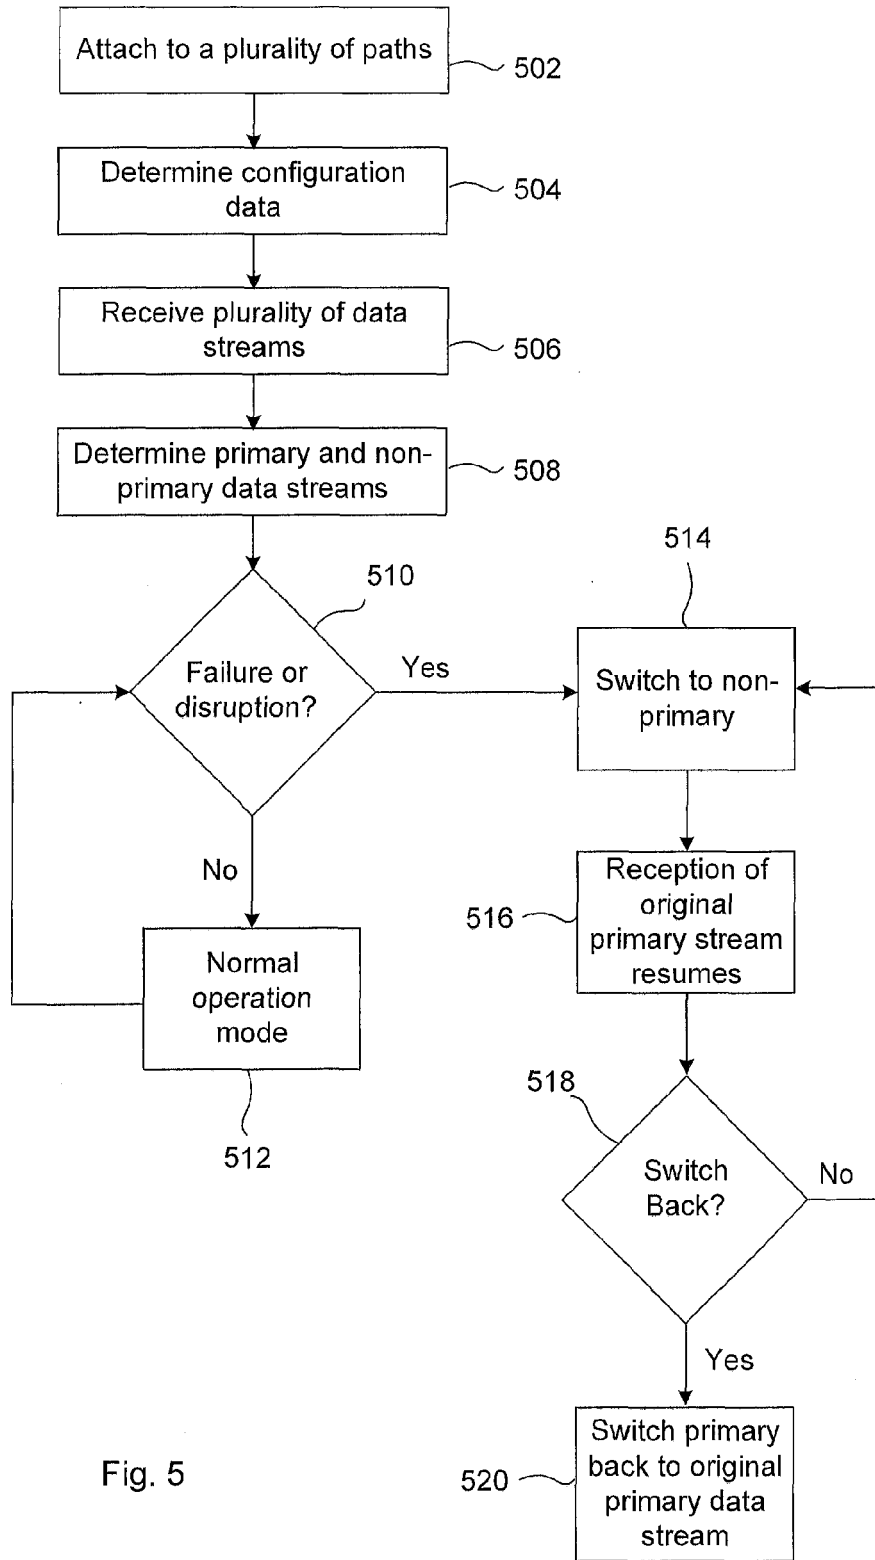 Attach to a plurality of paths
502
Determine configuration
data
504
Receive plurality of data
streams
506
Determine primary and non-
primary data streams
508
510
Failure or
disruption?
Yes
No
Normal
operation
mode
512
514
Switch to non-
primary
516
Reception of
original
primary stream
resumes
518
Switch
Back?
No
Yes
520
Switch primary
back to original
primary data
stream
Fig. 5